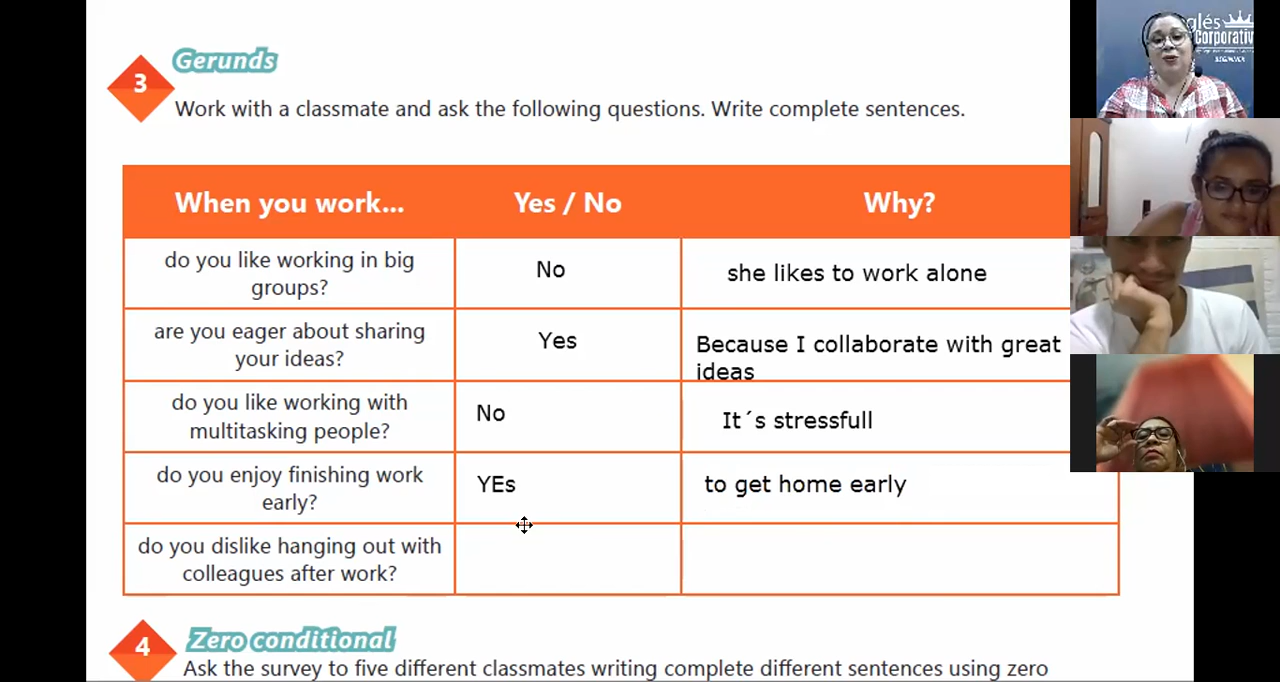 3
Gerunds
Work with a classmate and ask the following questions. Write complete sentences.
When you work...
Yes / No
Why?
do you like working in big
groups?
No
she likes to work alone
are you eager about sharing
your ideas?
Yes
Because I collaborate with great
ideas
do you like working with
multitasking people?
No
It´s stressfull
do you enjoy finishing work
early?
YEs
to get home early
do you dislike hanging out with
colleagues after work?
4
Zero conditional
Ask the survey to five different classmates writing complete different sentences using zero
glés
Corporativ